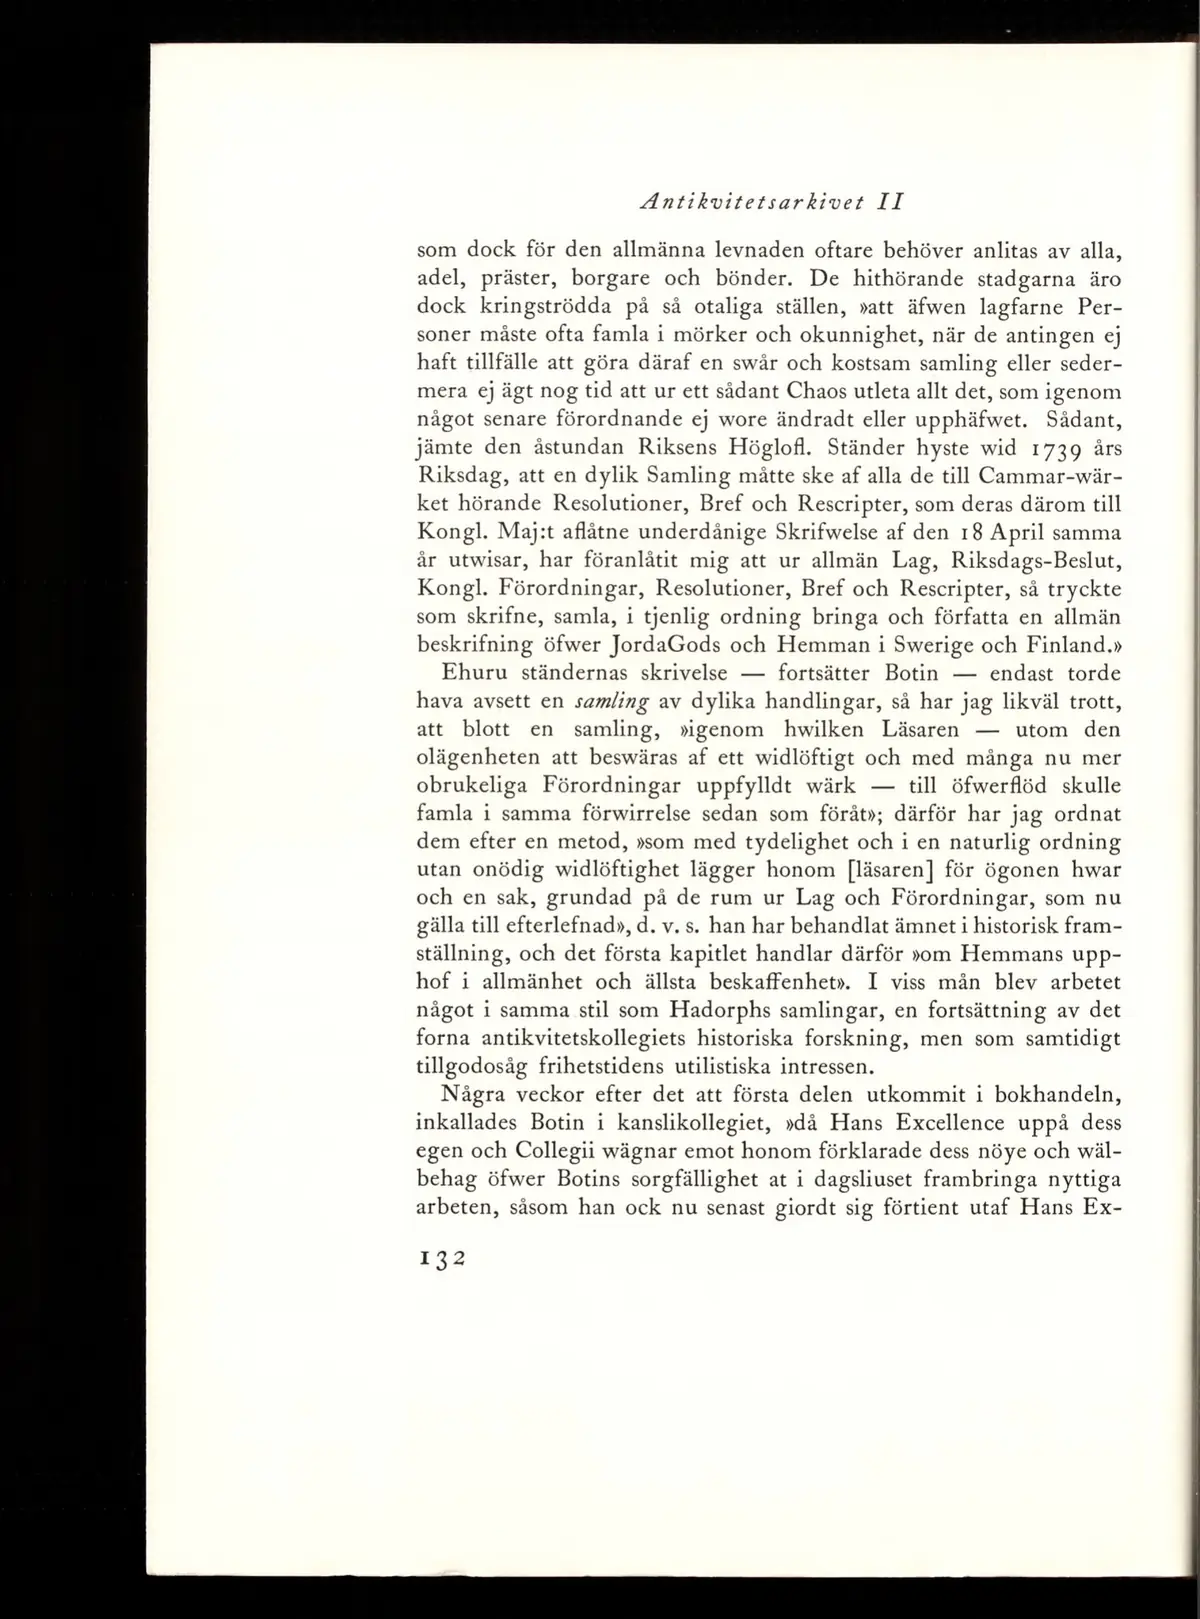 Antikvitetsarkivet II
som dock för den allmänna levnaden oftare behöver anlitas av alla,
adel, präster, borgare och bönder. De hithörande stadgarna äro
dock kringströdda på så otaliga ställen, »att äfwen lagfarne Per-
soner måste ofta famla i mörker och okunnighet, när de antingen ej
haft tillfälle att göra däraf en swår och kostsam samling eller seder-
mera ej ägt nog tid att ur ett sådant Chaos utleta allt det, som igenom
något senare förordnande ej wore ändradt eller upphäfwet. Sådant,
jämte den åstundan Riksens Höglofl. Ständer hyste wid 1739 års
Riksdag, att en dylik Samling måtte ske af alla de till Cammar-wär-
ket hörande Resolutioner, Bref och Rescripter, som deras därom till
Kongl. Maj:t aflåtne underdånige Skrifwelse af den 18 April samma
år utwisar, har föranlåtit mig att ur allmän Lag, Riksdags-Beslut,
Kongl. Förordningar, Resolutioner, Bref och Rescripter, så tryckte
som skrifne, samla, i tjenlig ordning bringa och författa en allmän
beskrifning öfwer JordaGods och Hemman i Swerige och Finland.»
Ehuru ständernas skrivelse — fortsätter Botin — endast torde
hava avsett en samling av dylika handlingar, så har jag likväl trott,
att blott en samling, »igenom hwilken Läsaren — utom den
olägenheten att beswäras af ett widlöftigt och med många nu mer
obrukeliga Förordningar uppfylldt wärk — till öfwerflöd skulle
famla i samma förwirrelse sedan som föråt»; därför har jag ordnat
dem efter en metod, »som med tydelighet och i en naturlig ordning
utan onödig widlöftighet lägger honom [läsaren] för ögonen hwar
och en sak, grundad på de rum ur Lag och Förordningar, som nu
gälla till efterlefnad», d. v. s. han har behandlat ämnet i historisk fram-
ställning, och det första kapitlet handlar därför »om Hemmans upp-
hof i allmänhet och ällsta beskaffenhet». I viss mån blev arbetet
något i samma stil som Hadorphs samlingar, en fortsättning av det
forna antikvitetskollegiets historiska forskning, men som samtidigt
tillgodosåg frihetstidens utilistiska intressen.
Några veckor efter det att första delen utkommit i bokhandeln,
inkallades Botin i kanslikollegiet, »då Hans Excellence uppå dess
egen och Collegii wägnar emot honom förklarade dess nöye och wäl-
behag öfwer Botins sorgfällighet at i dagsliuset frambringa nyttiga
arbeten, såsom han ock nu senast giordt sig förtient utaf Hans Ex-
132